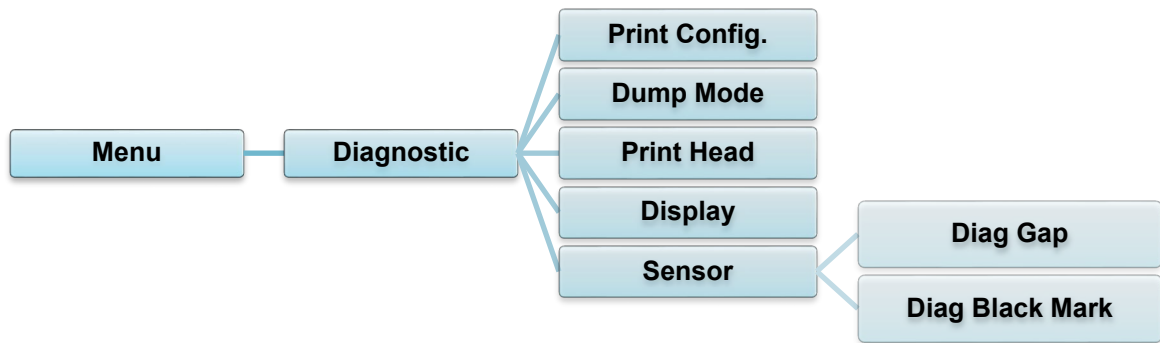 Menu
Diagnostic
Print Config.
Dump Mode
Print Head
Display
Sensor
Diag Gap
Diag Black Mark